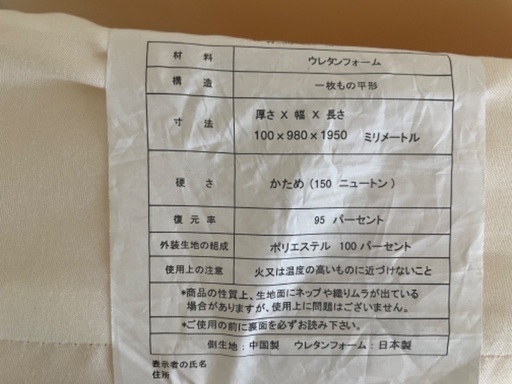 材料 ウレタンフォーム
構造 一枚もの平形
寸法 厚さ X 幅 X 長さ
100×980×1950 ミリメートル
硬さ かため(150 ニュートン)
復元率 95 パーセント
外装生地の組成 ポリエステル 100 パーセント
使用上の注意 火又は温度の高いものに近づけないこと
*商品の性質上、生地面にネップや織りムラが出ている
場合がありますが、使用上に問題はございません。
*ご使用の前に裏面を必ずお読み下さい。
側生地:中国製 ウレタンフォーム:日本製
表示者の氏名
住所